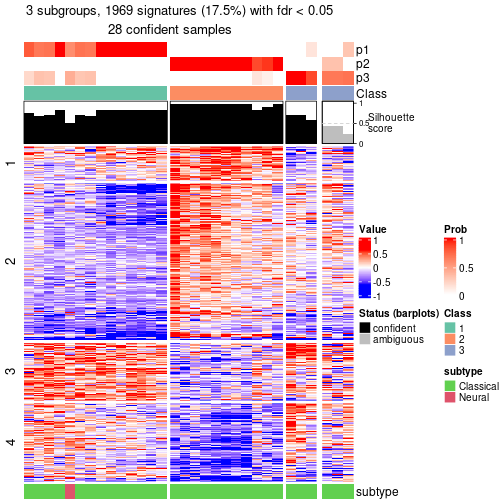 3 subgroups, 1969 signatures (17.5%) with fdr < 0.05
28 confident samples
p1
p2
p3
Class
1
0.5
0
Silhouette
score
1
2
3
4
Value
1
0.5
0
-0.5
-1
Prob
1
0.5
0
Status (barplots)
confident
ambiguous
Class
1
2
3
subtype
Classical
Neural
subtype